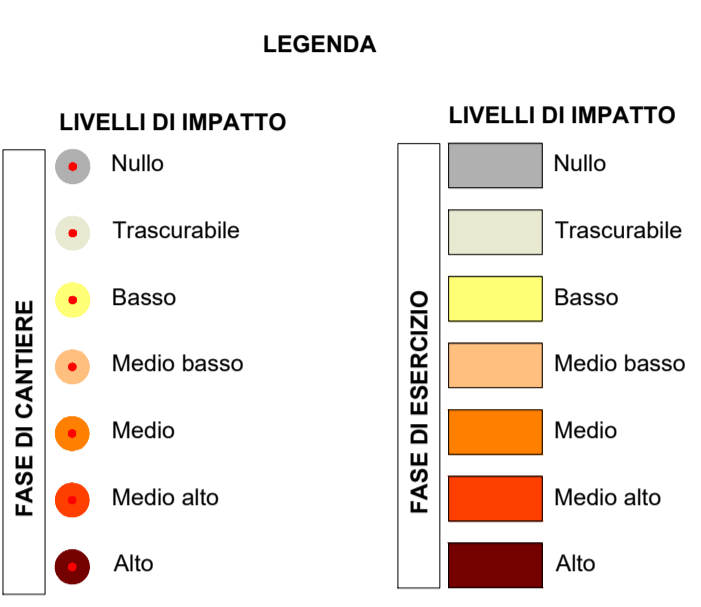 LEGENDA
LIVELLI DI IMPATTO
FASE DI CANTIERE
Nullo
Trascurabile
Basso
Medio basso
Medio
Medio alto
Alto
LIVELLI DI IMPATTO
FASE DI ESERCIZIO
Nullo
Trascurabile
Basso
Medio basso
Medio
Medio alto
Alto